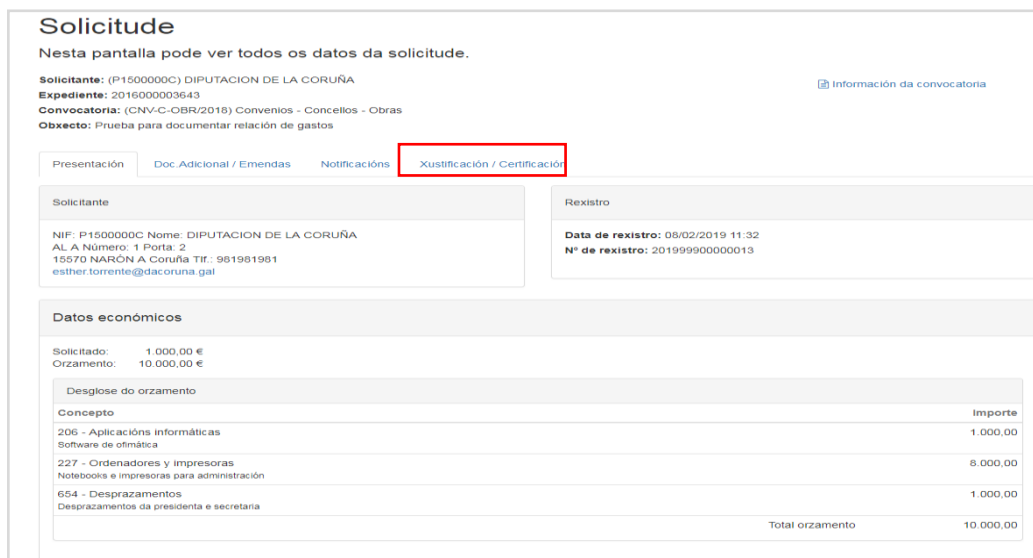 Solicitude
Nesta pantalla pode ver todos os datos da solicitude.
Solicitante: (P1500000C) DIPUTACION DE LA CORUÑA
Expediente: 2016000003643
Convocatoria: (CNV-C-OBR/2018) Convenios - Concellos - Obras
Obxecto: Prueba para documentar relación de gastos
Información da convocatoria
Presentación Doc.Adicional / Emendas Notificacións Xustificación / Certificación
Solicitante
NIF: P1500000C Nome: DIPUTACION DE LA CORUÑA
AL A Número: 1 Porta: 2
15570 NARÓN A Coruña Tlf.: 981981981
esther.torrente@dacoruna.gal
Rexistro
Data de rexistro: 08/02/2019 11:32
Nº de rexistro: 201999900000013
Datos económicos
Solicitado: 1.000,00 €
Orzamento: 10.000,00 €
Desglose do orzamento
Concepto Importe
206 - Aplicacións informáticas 1.000,00
Software de ofimática
227 - Ordenadores y impresoras 8.000,00
Notebooks e impresoras para administración
654 - Desprazamentos 1.000,00
Desprazamentos da presidenta e secretaria
Total orzamento 10.000,00